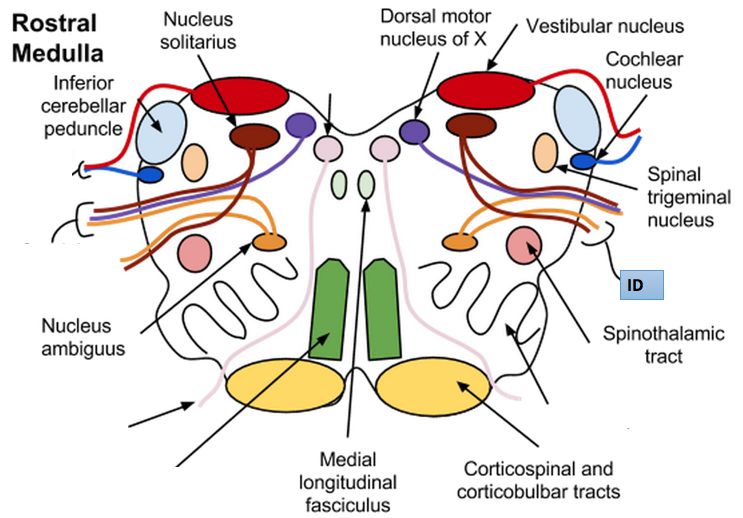 Rostral
Medulla
Nucleus
solitarius
Dorsal motor
nucleus of X
Vestibular nucleus
Cochlear
nucleus
Inferior
cerebellar
peduncle
Spinal
trigeminal
nucleus
ID
Nucleus
ambiguus
Spinothalamic
tract
Medial
longitudinal
fasciculus
Corticospinal and
corticobulbar tracts